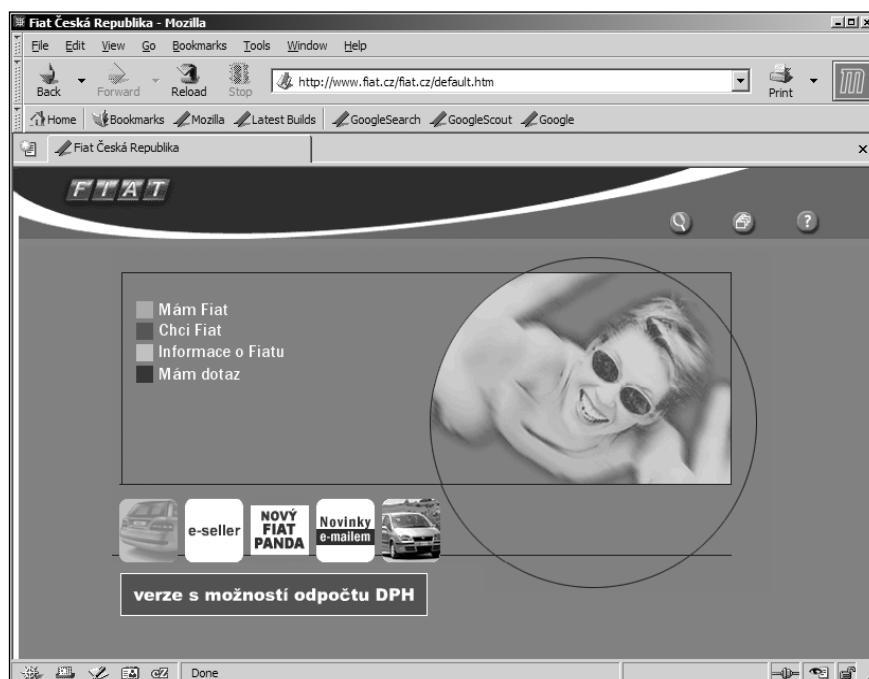 Fiat Česká Republika - Mozilla
File Edit View Go Bookmarks Tools Window Help
Back Forward Reload Stop http://www.fiat.cz/fiat.cz/default.htm Print
Home Bookmarks Mozilla Latest Builds GoogleSearch GoogleScout Google
Fiat Česká Republika
FIAT
?
Mám Fiat
Chci Fiat
Informace o Fiatu
Mám dotaz
e-seller
NOVÝ
FIAT
PANDA
Novinky
e-mailem
verze s možností odpočtu DPH
Done